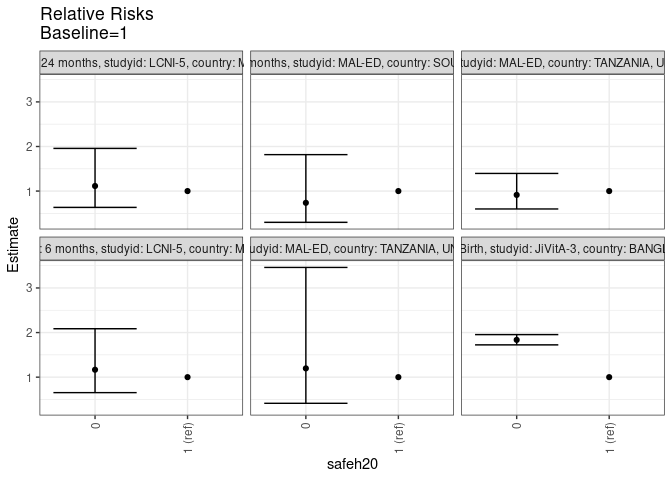 Relative Risks
Baseline=1
24 months, studyid: LCNI-5, country: M
months, studyid: MAL-ED, country: SOU
tudyid: MAL-ED, country: TANZANIA, U
3
2
1
: 6 months, studyid: LCNI-5, country: M
udyid: MAL-ED, country: TANZANIA, UN
Birth, studyid: JiVitA-3, country: BANGL
3
2
1
Estimate
0
1 (ref)
0
1 (ref)
0
1 (ref)
safeh20